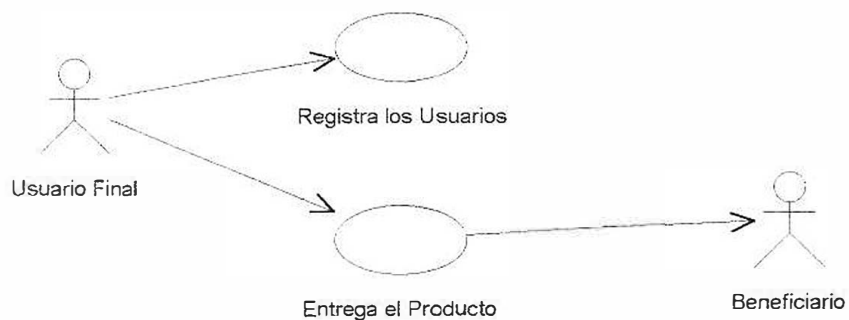 Registra los Usuarios
Usuario Final
Entrega el Producto
Beneficiario